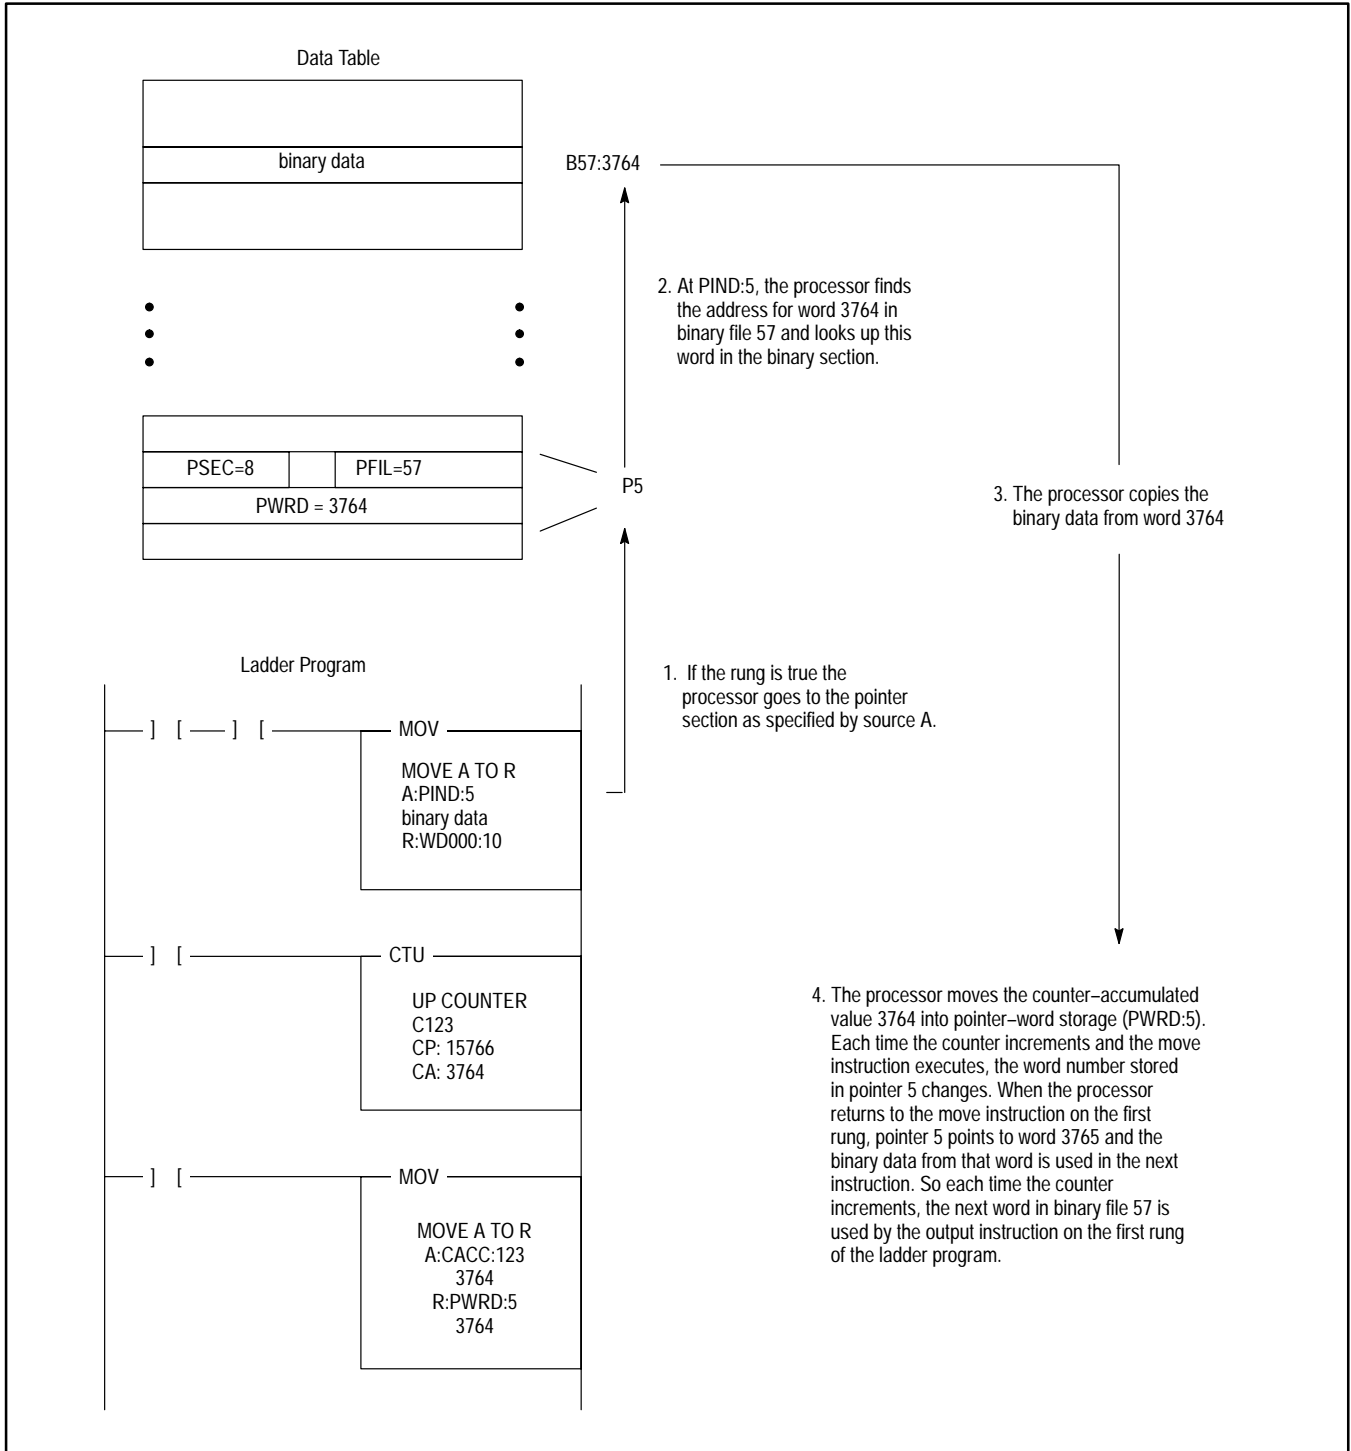 Data Table
binary data
B57:3764
2. At PIND:5, the processor finds
the address for word 3764 in
binary file 57 and looks up this
word in the binary section.
PSEC=8
PFIL=57
PWRD = 3764
P5
3. The processor copies the
binary data from word 3764
Ladder Program
1. If the rung is true the
processor goes to the pointer
section as specified by source A.
] [ ] [ MOV
MOVE A TO R
A:PIND:5
binary data
R:WD000:10
] [ CTU
UP COUNTER
C123
CP: 15766
CA: 3764
4. The processor moves the counter–accumulated
value 3764 into pointer–word storage (PWRD:5).
Each time the counter increments and the move
instruction executes, the word number stored
in pointer 5 changes. When the processor
returns to the move instruction on the first
rung, pointer 5 points to word 3765 and the
binary data from that word is used in the next
instruction. So each time the counter
increments, the next word in binary file 57 is
used by the output instruction on the first rung
of the ladder program.
] [ MOV
MOVE A TO R
A:CACC:123
3764
R:PWRD:5
3764